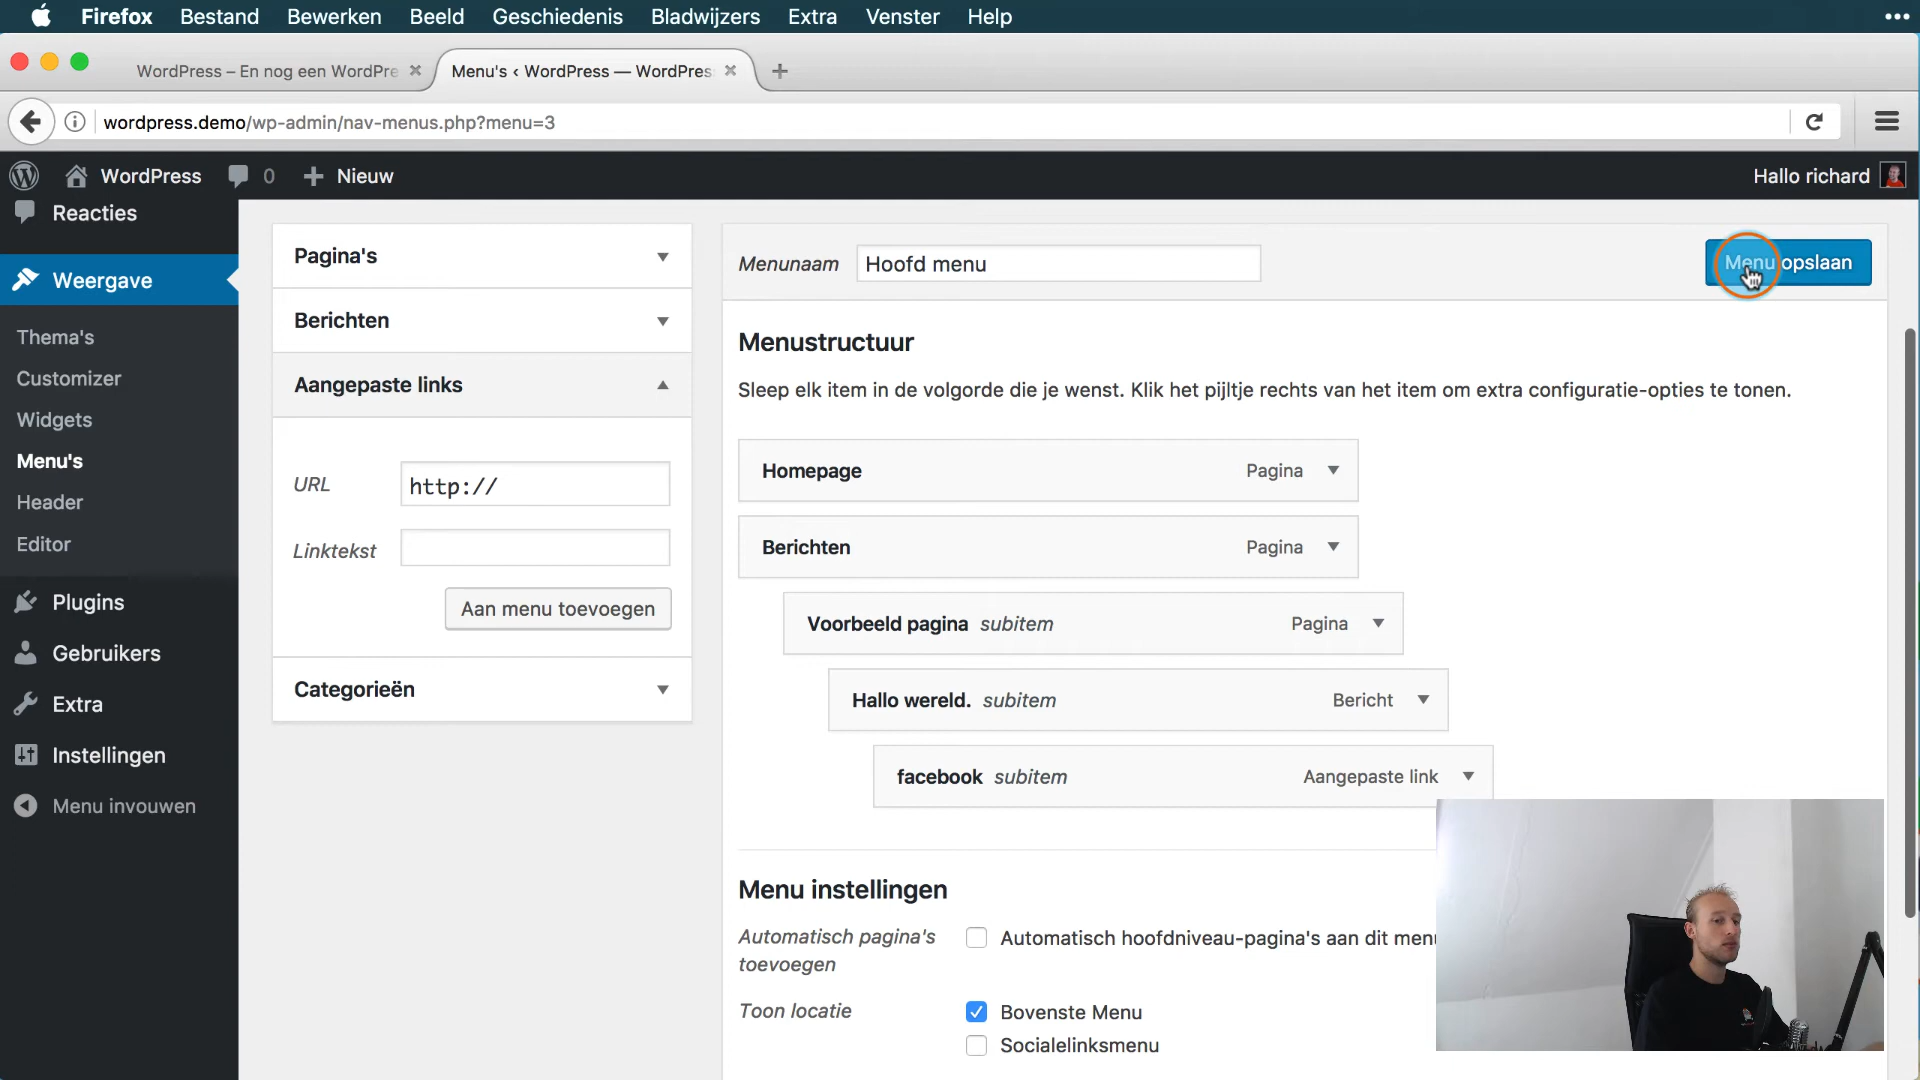 Firefox Bestand Bewerken Beeld Geschiedenis Bladwijzers Extra Venster Help
WordPress – En nog een WordPre
Menu's ‹ WordPress — WordPres
wordpress.demo/wp-admin/nav-menus.php?menu=3
WordPress 0 Nieuw Hallo richard
Reacties
Weergave
Thema's
Customizer
Widgets
Menu's
Header
Editor
Plugins
Gebruikers
Extra
Instellingen
Menu invouwen
Pagina's
Berichten
Aangepaste links
URL http://
Linktekst
Aan menu toevoegen
Categorieën
Menunaam Hoofd menu Menu opslaan
Menustructuur
Sleep elk item in de volgorde die je wenst. Klik het pijltje rechts van het item om extra configuratie-opties te tonen.
Homepage Pagina
Berichten Pagina
Voorbeeld pagina subitem Pagina
Hallo wereld. subitem Bericht
facebook subitem Aangepaste link
Menu instellingen
Automatisch pagina's toevoegen
Automatisch hoofdniveau-pagina's aan dit menu
Toon locatie
Bovenste Menu
Socialelinksmenu